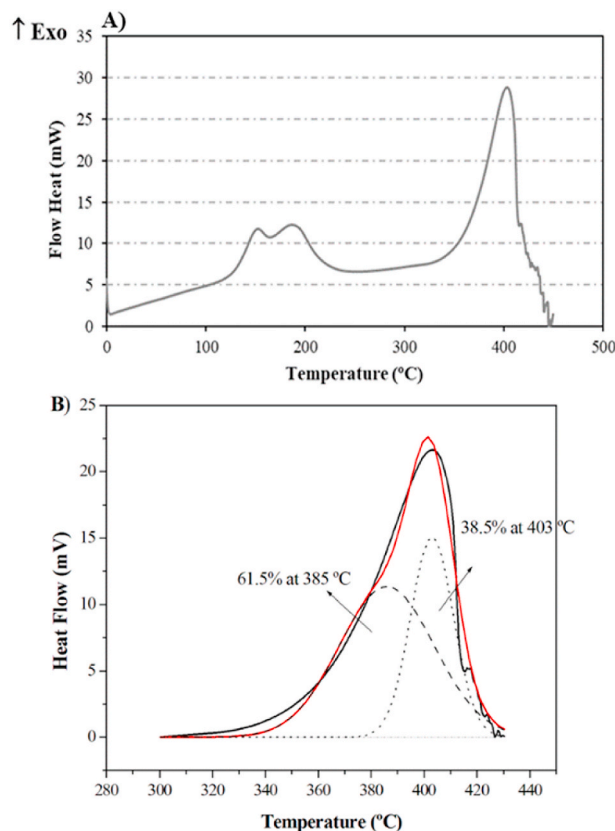 ↑ Exo
A)
35
30
25
20
15
10
5
0
Flow Heat (mW)
0 100 200 300 400 500
Temperature (ºC)
B)
25
20
15
10
5
0
Heat Flow (mV)
61.5% at 385 ºC
38.5% at 403 ºC
280 300 320 340 360 380 400 420 440
Temperature (ºC)